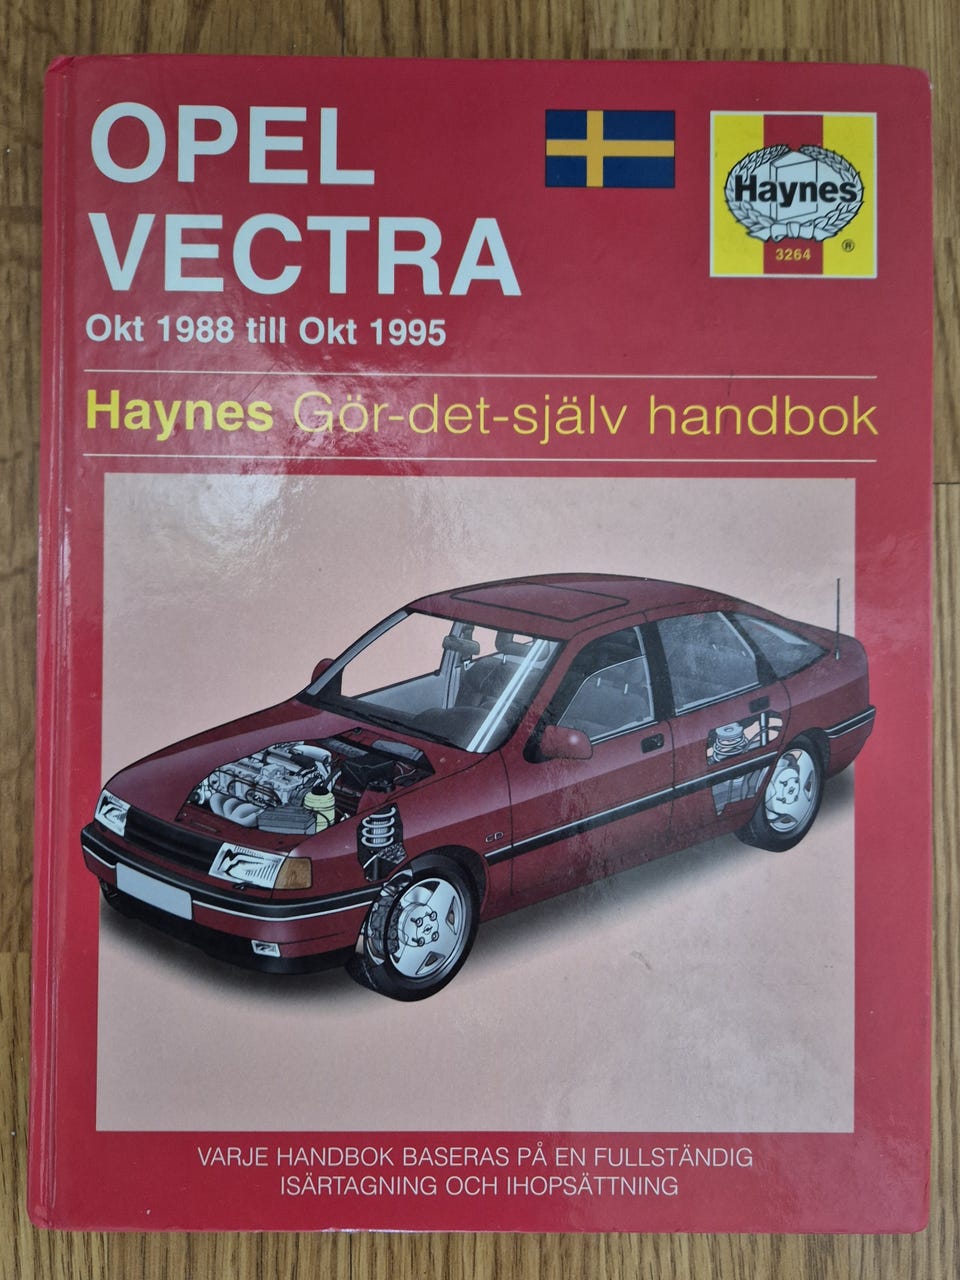 OPEL
VECTRA
Okt 1988 till Okt 1995
Haynes
®
3264
Haynes Gör-det-själv handbok
CD
VARJE HANDBOK BASERAS PÅ EN FULLSTÄNDIG
ISÄRTAGNING OCH IHOPSÄTTNING